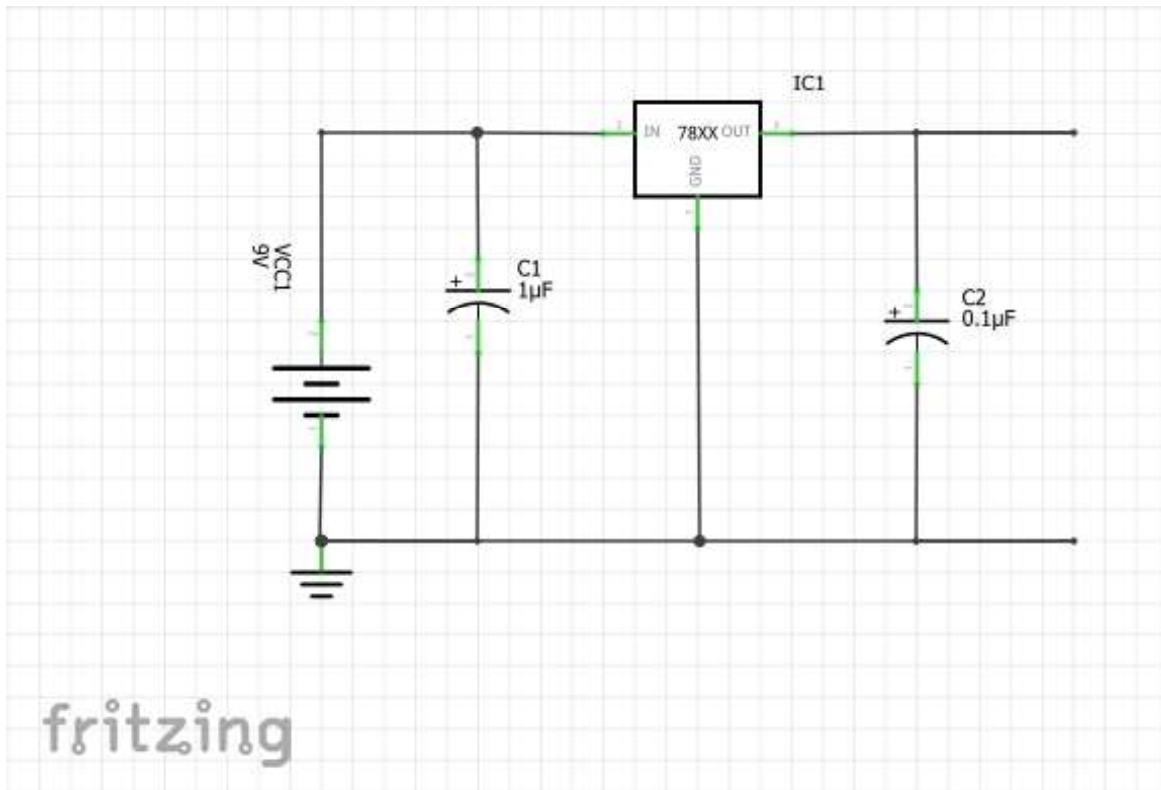 IC1
IN 78XX OUT
GND
VCC1
9V
C1
1µF
+
C2
0.1µF
+
fritzing